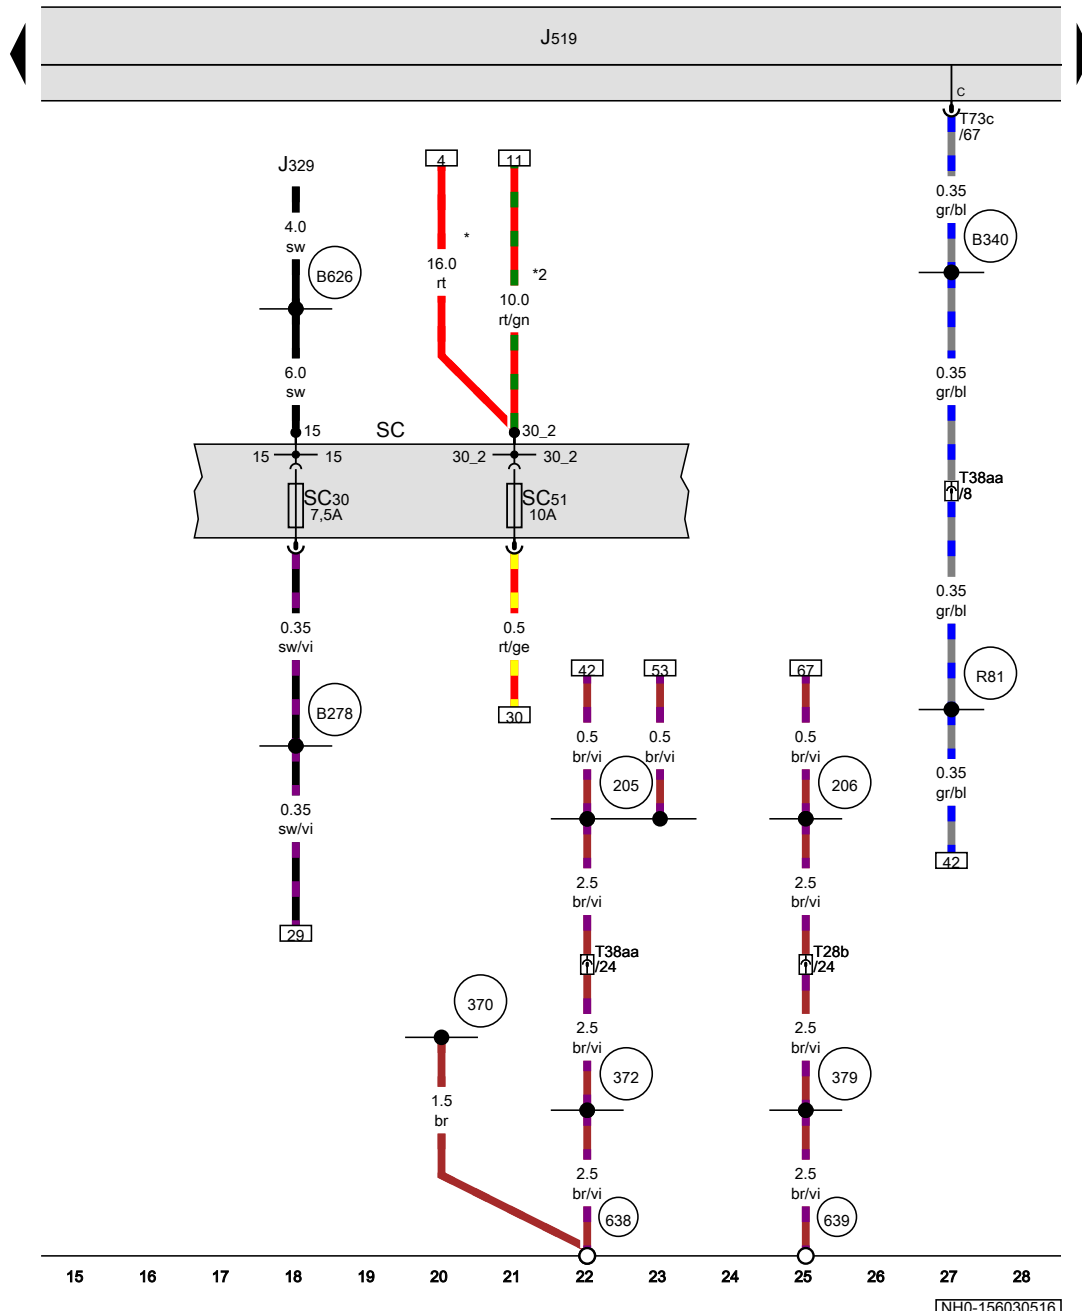 J519
C
T73c
/67
J329
4
11
0.35
gr/bl
4.0
sw
*
B340
16.0
rt
*2
B626
10.0
rt/gn
6.0
sw
0.35
gr/bl
15
SC
30_2
15
15
30_2
30_2
T38aa
/8
SC30
7,5A
SC51
10A
0.35
gr/bl
0.35
sw/vi
0.5
rt/ge
42
53
67
R81
B278
30
0.5
br/vi
0.5
br/vi
0.5
br/vi
205
206
0.35
gr/bl
0.35
sw/vi
42
2.5
br/vi
2.5
br/vi
29
T38aa
/24
T28b
/24
370
2.5
br/vi
2.5
br/vi
372
379
1.5
br
2.5
br/vi
2.5
br/vi
638
639
15 16 17 18 19 20 21 22 23 24 25 26 27 28
NH0-156030516